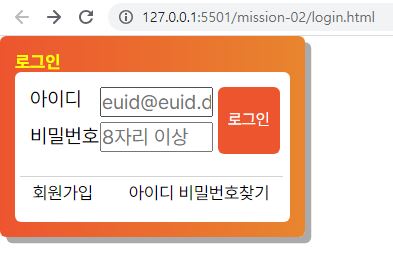 127.0.0.1:5501/mission-02/login.html
로그인
아이디 euid@euid.d
비밀번호 8자리 이상
로그인
회원가입 아이디 비밀번호찾기